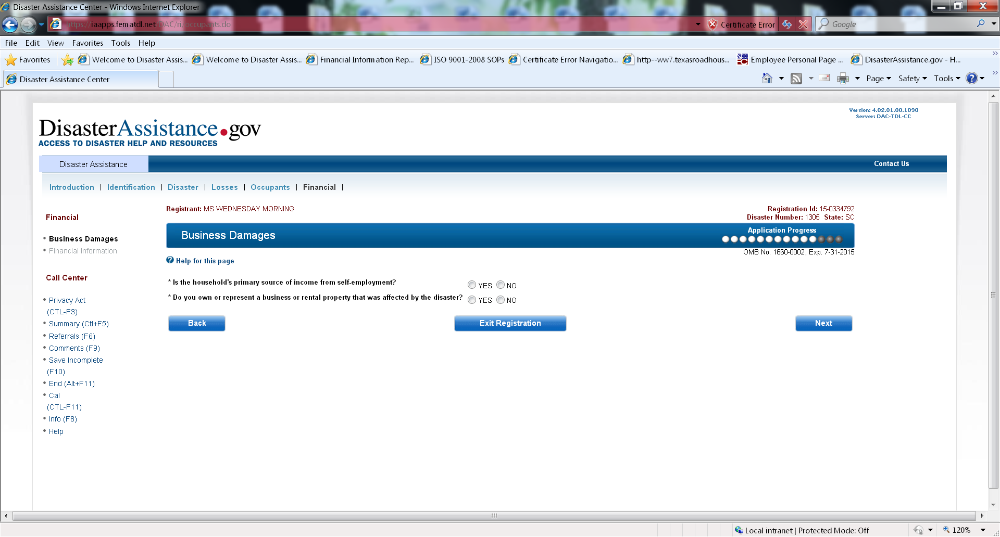 Disaster Assistance Center - Windows Internet Explorer
https://iaapps.fematdl.net/DAC/ri/occupants.do
Certificate Error
Google
File Edit View Favorites Tools Help
Favorites
Welcome to Disaster Assis...
Welcome to Disaster Assis...
Financial Information Rep...
ISO 9001-2008 SOPs
Certificate Error Navigatio...
http--ww7.texasroadhous...
Employee Personal Page ...
DisasterAssistance.gov - H...
Disaster Assistance Center
Page Safety Tools
Version: 4.02.01.00.1090
Server: DAC-TDL-CC
DisasterAssistance.gov
ACCESS TO DISASTER HELP AND RESOURCES
Disaster Assistance
Contact Us
Introduction | Identification | Disaster | Losses | Occupants | Financial |
Financial
• Business Damages
• Financial Information
Call Center
• Privacy Act
(CTL-F3)
• Summary (Ctl+F5)
• Referrals (F6)
• Comments (F9)
• Save Incomplete
(F10)
• End (Alt+F11)
• Cal
(CTL-F11)
• Info (F8)
• Help
Registrant: MS WEDNESDAY MORNING
Registration Id: 15-0334792
Disaster Number: 1305 State: SC
Business Damages
Application Progress
OMB No. 1660-0002, Exp. 7-31-2015
Help for this page
* Is the household's primary source of income from self-employment? YES NO
* Do you own or represent a business or rental property that was affected by the disaster? YES NO
Back
Exit Registration
Next
Local intranet | Protected Mode: Off
120%